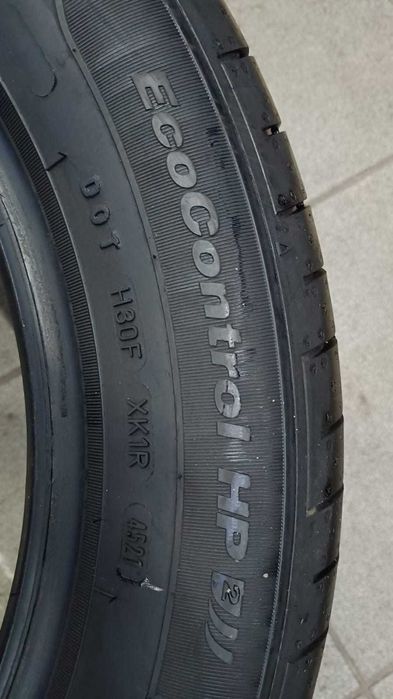 EcoControl HP 2
DOT H30F XK1R 4521